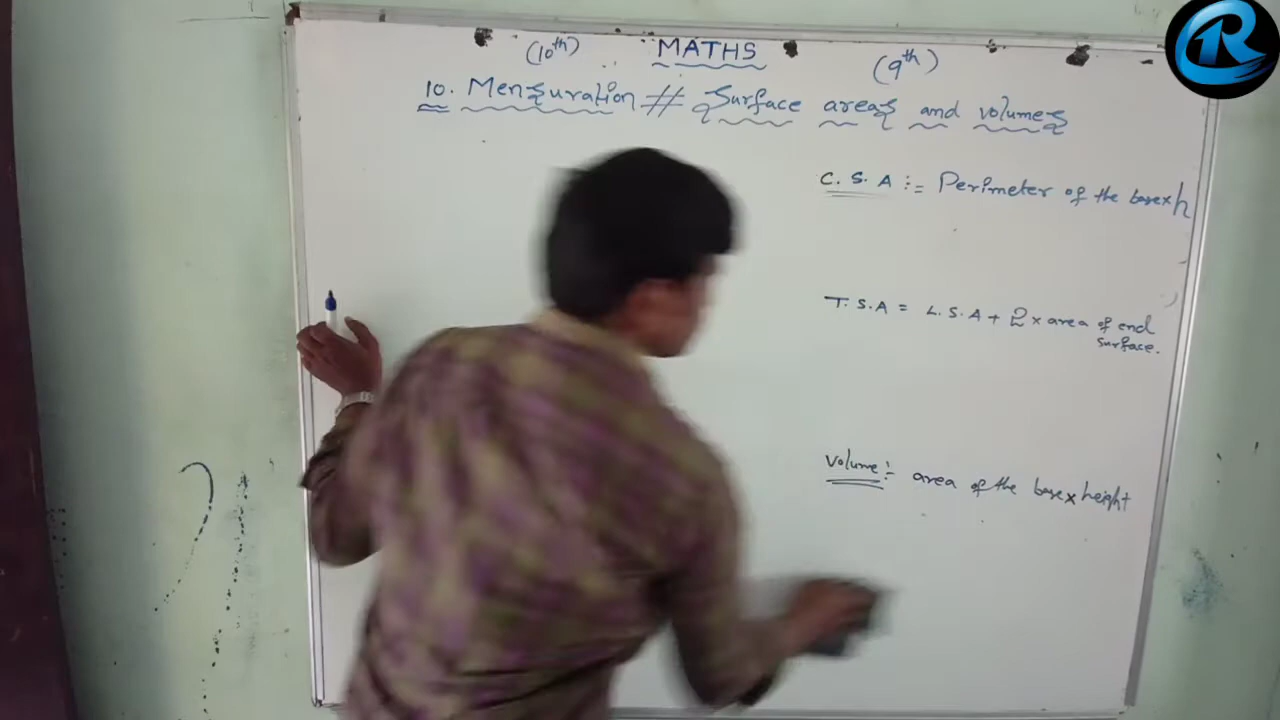 (10th) MATHS (9th)
10. Mensuration // Surface areas and volumes
C. S. A := Perimeter of the base x h
T. S. A = L. S. A + 2 x area of end
surface.
Volume:- area of the base x height
R